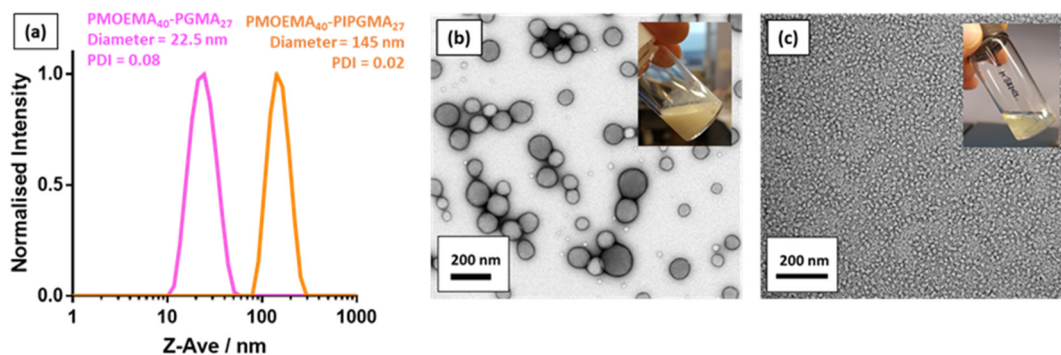 (a)
PMOEMA₄₀-PGMA₂₇
Diameter = 22.5 nm
PDI = 0.08
PMOEMA₄₀-PIPGMA₂₇
Diameter = 145 nm
PDI = 0.02
Normalised Intensity
1.0
0.5
0.0
1
10
100
1000
Z-Ave / nm
(b)
200 nm
(c)
200 nm